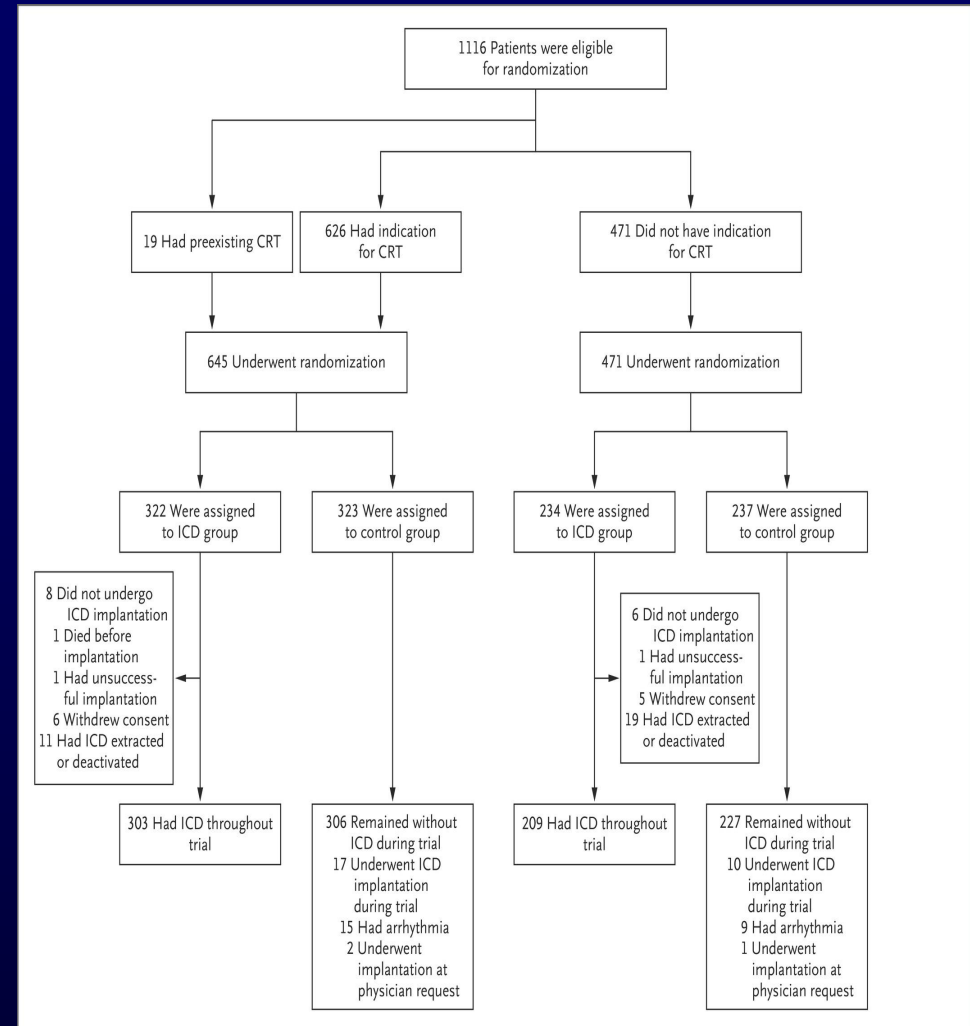 1116 Patients were eligible
for randomization
19 Had preexisting CRT
626 Had indication
for CRT
471 Did not have indication
for CRT
645 Underwent randomization
471 Underwent randomization
322 Were assigned
to ICD group
323 Were assigned
to control group
234 Were assigned
to ICD group
237 Were assigned
to control group
8 Did not undergo
ICD implantation
1 Died before
implantation
1 Had unsuccess-
ful implantation
6 Withdrew consent
11 Had ICD extracted
or deactivated
6 Did not undergo
ICD implantation
1 Had unsuccess-
ful implantation
5 Withdrew consent
19 Had ICD extracted
or deactivated
303 Had ICD throughout
trial
306 Remained without
ICD during trial
17 Underwent ICD
implantation
during trial
15 Had arrhythmia
2 Underwent
implantation at
physician request
209 Had ICD throughout
trial
227 Remained without
ICD during trial
10 Underwent ICD
implantation
during trial
9 Had arrhythmia
1 Underwent
implantation at
physician request